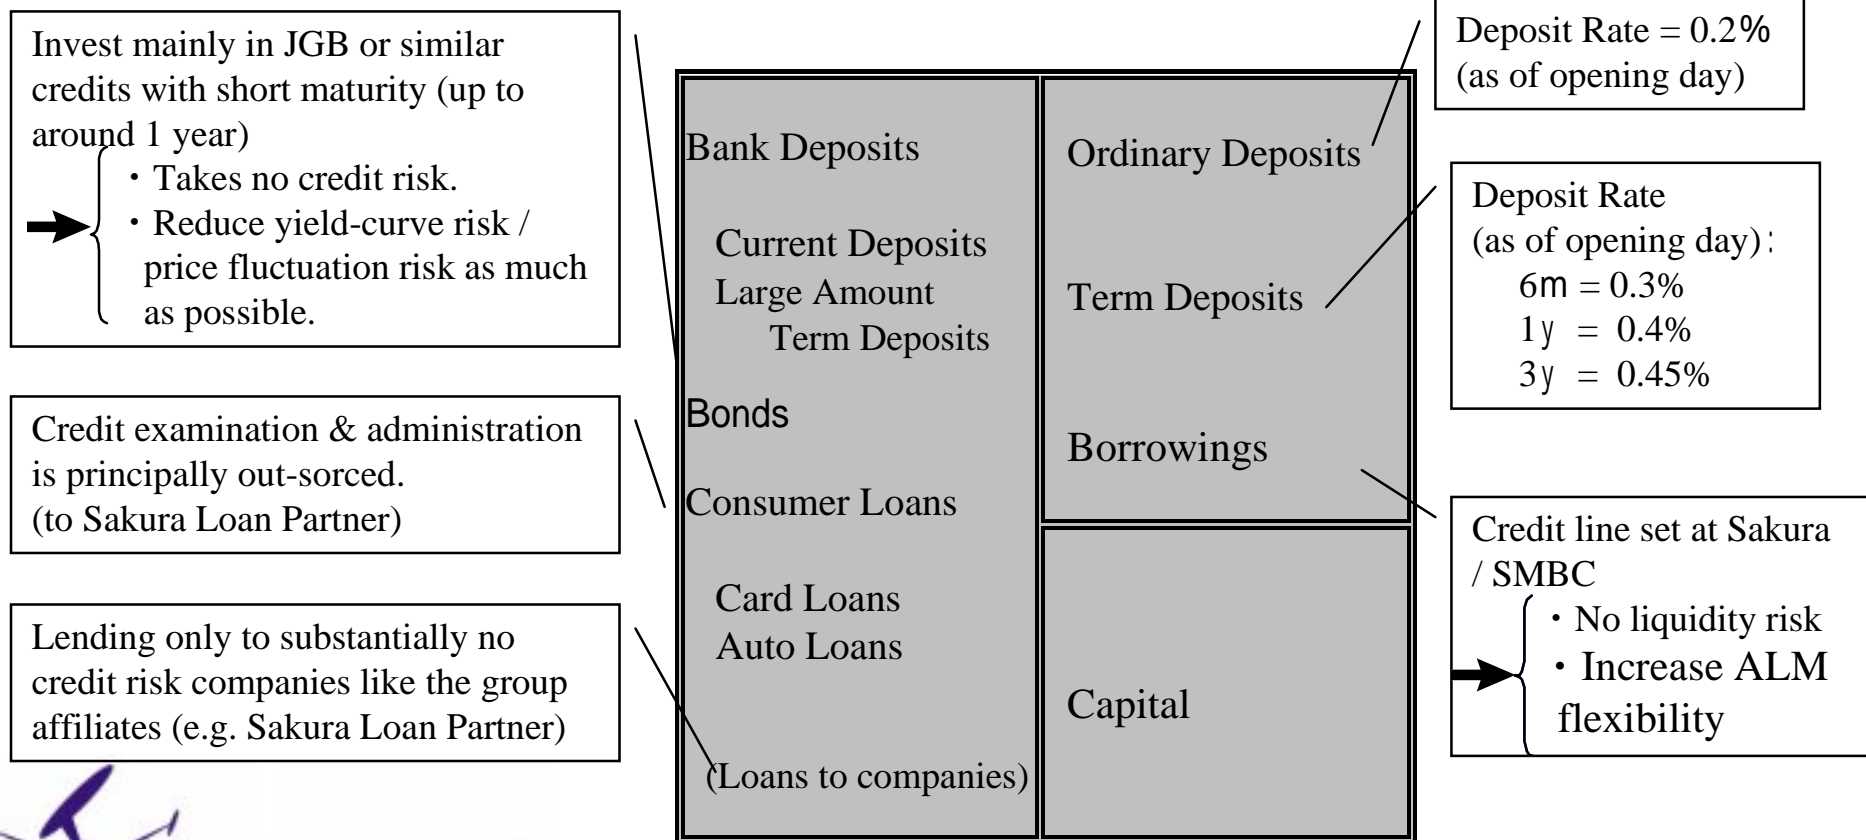 Invest mainly in JGB or similar
credits with short maturity (up to
around 1 year)
・Takes no credit risk.
・Reduce yield-curve risk /
price fluctuation risk as much
as possible.
Credit examination & administration
is principally out-sorced.
(to Sakura Loan Partner)
Lending only to substantially no
credit risk companies like the group
affiliates (e.g. Sakura Loan Partner)
Bank Deposits
Current Deposits
Large Amount
Term Deposits
Bonds
Consumer Loans
Card Loans
Auto Loans
(Loans to companies)
Ordinary Deposits
Term Deposits
Borrowings
Capital
Deposit Rate = 0.2%
(as of opening day)
Deposit Rate
(as of opening day) :
6m = 0.3%
1y = 0.4%
3y = 0.45%
Credit line set at Sakura
/ SMBC
・No liquidity risk
・Increase ALM
flexibility